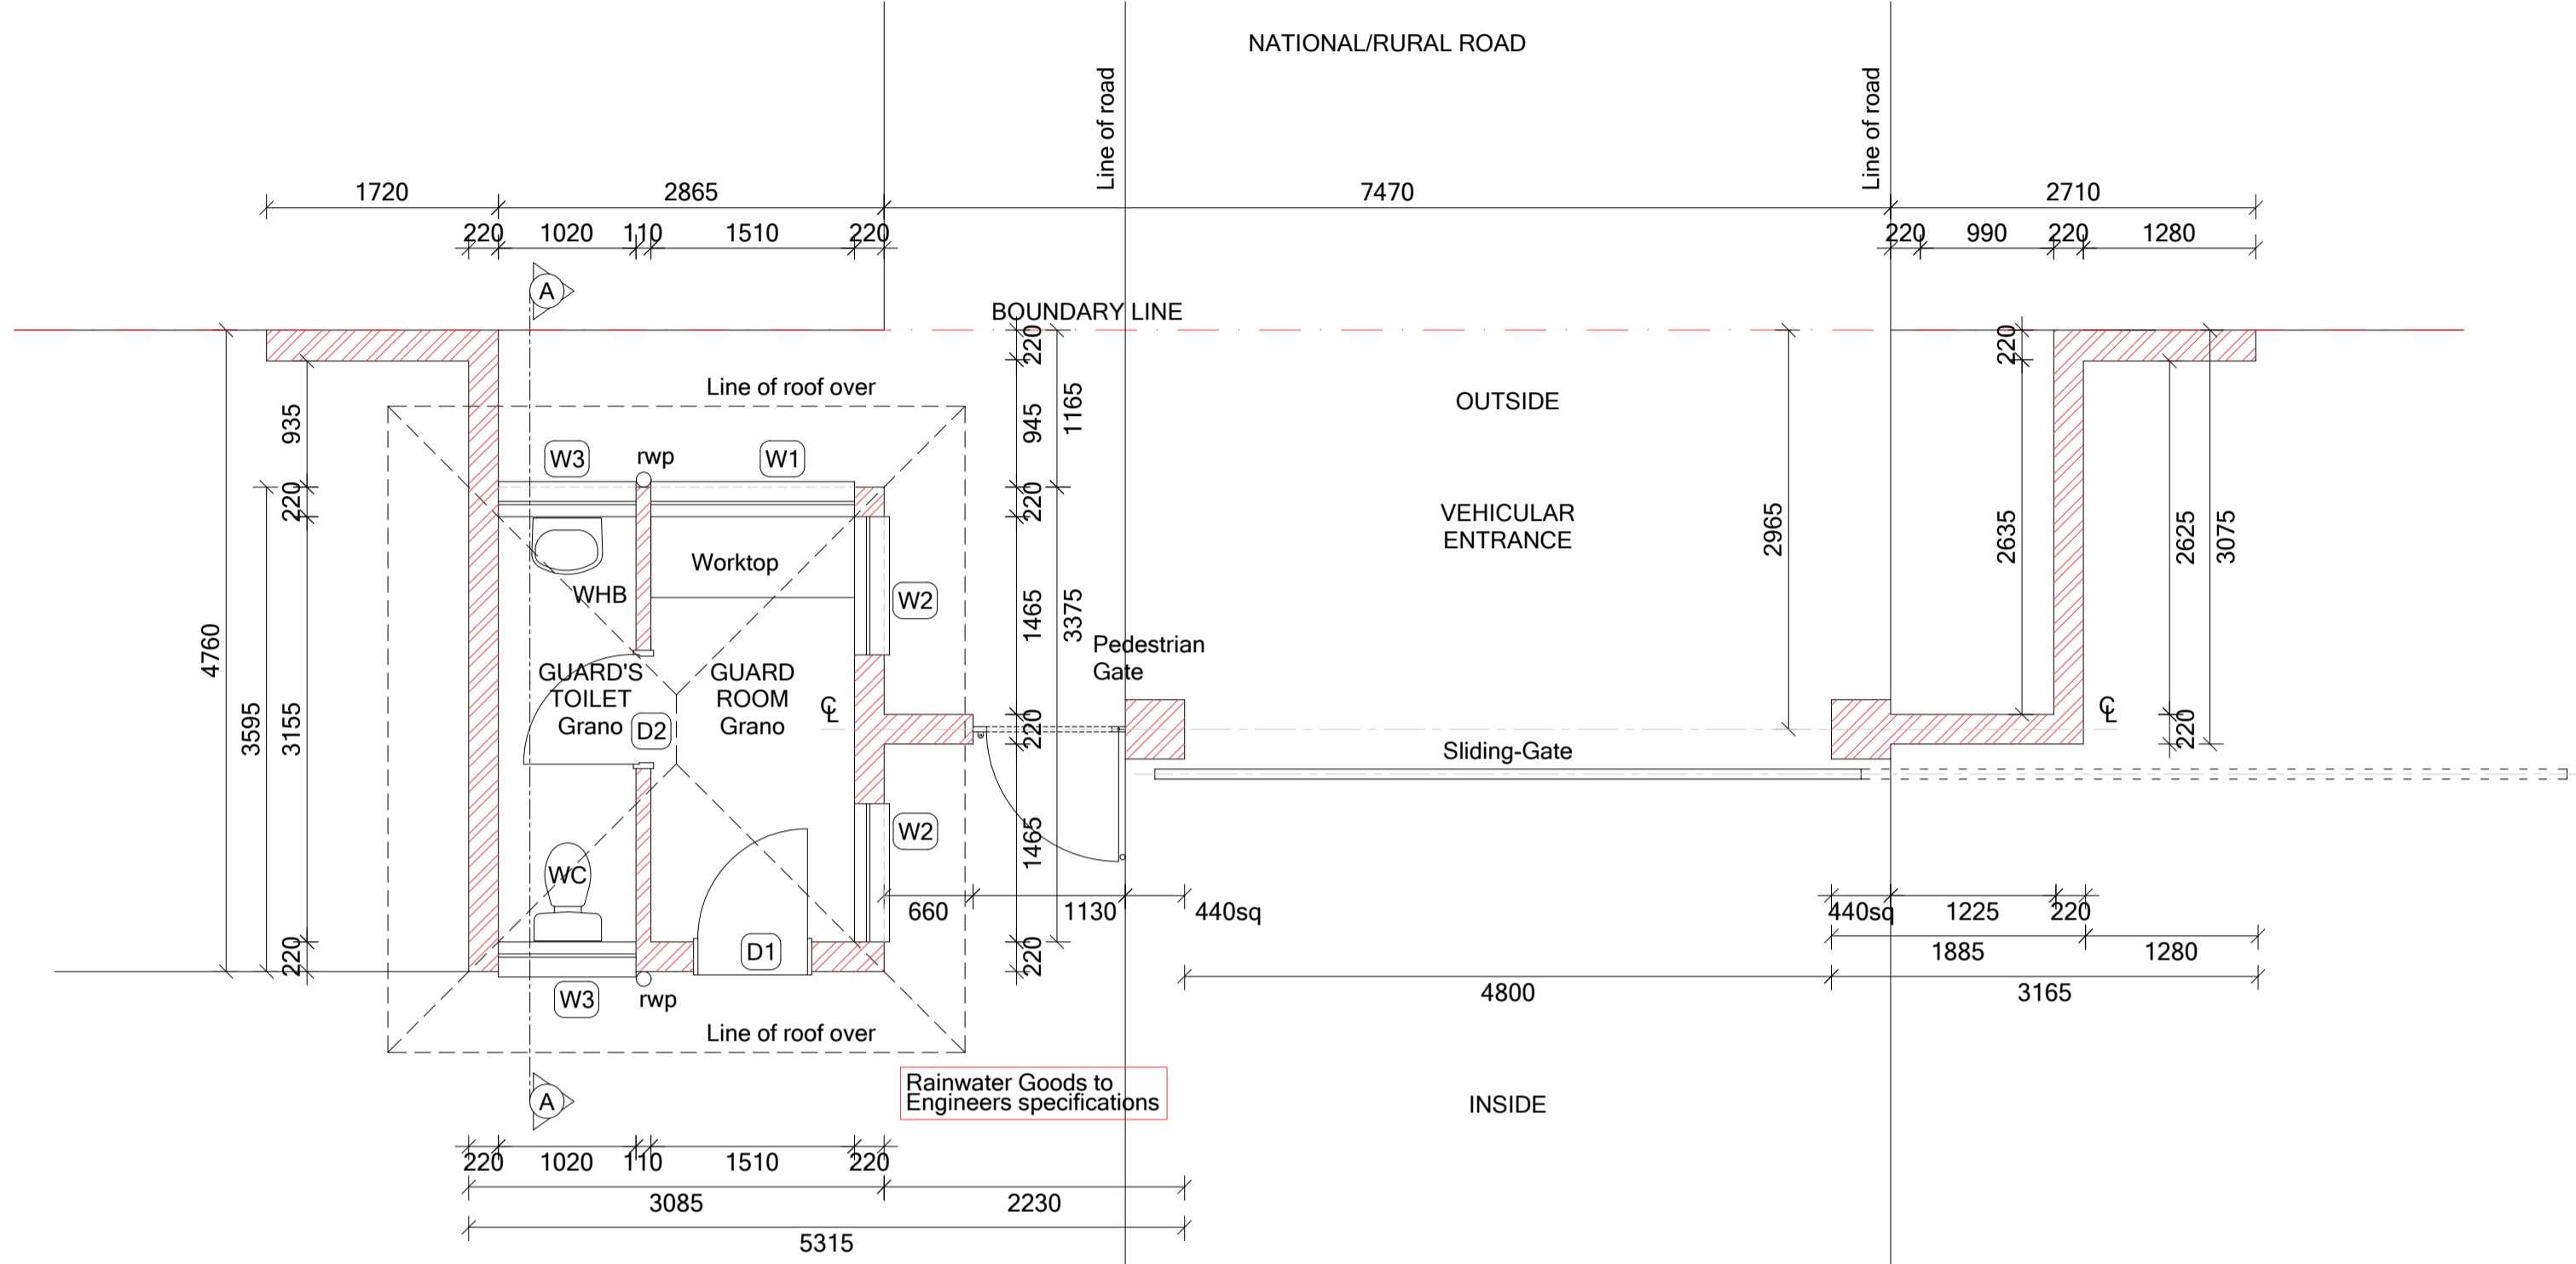 NATIONAL/RURAL ROAD
Line of road
Line of road
1720
2865
7470
2710
220
1020
110
1510
220
220
990
220
1280
A
BOUNDARY LINE
220
220
Line of roof over
OUTSIDE
935
945
1165
W3
rwp
W1
220
220
VEHICULAR
ENTRANCE
2965
2635
2625
3075
Worktop
WHB
W2
4760
3595
3155
1465
3375
Pedestrian
Gate
GUARD'S
TOILET
Grano
GUARD
ROOM
Grano
D2
℄
℄
220
220
Sliding-Gate
W2
1465
WC
660
1130
440sq
440sq
1225
220
220
D1
220
1885
1280
W3
rwp
4800
3165
Line of roof over
Rainwater Goods to
Engineers specifications
A
INSIDE
220
1020
110
1510
220
3085
2230
5315